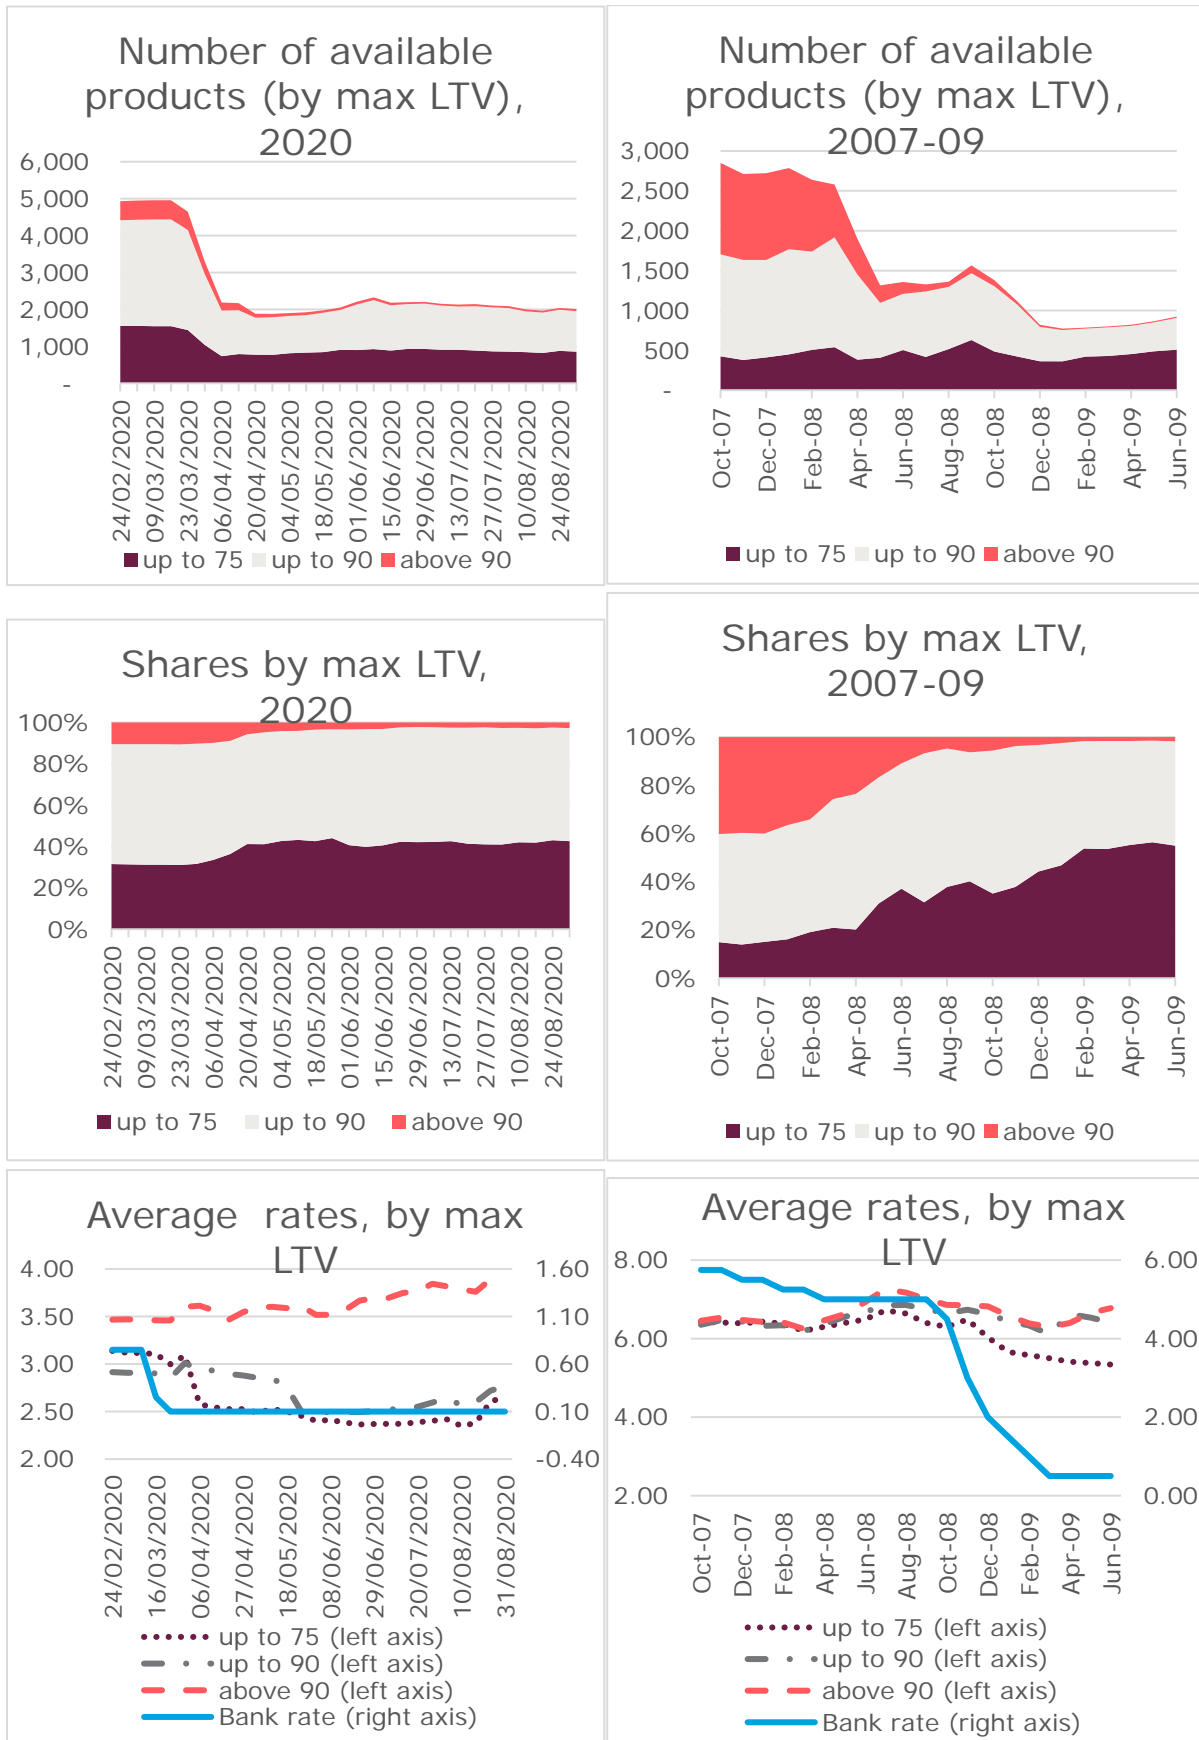 Number of available
products (by max LTV),
2020
6,000
5,000
4,000
3,000
2,000
1,000
-
24/02/2020
09/03/2020
23/03/2020
06/04/2020
20/04/2020
04/05/2020
18/05/2020
01/06/2020
15/06/2020
29/06/2020
13/07/2020
27/07/2020
10/08/2020
24/08/2020
up to 75 up to 90 above 90
Number of available
products (by max LTV),
2007-09
3,000
2,500
2,000
1,500
1,000
500
-
Oct-07
Dec-07
Feb-08
Apr-08
Jun-08
Aug-08
Oct-08
Dec-08
Feb-09
Apr-09
Jun-09
up to 75 up to 90 above 90
Shares by max LTV,
2020
100%
80%
60%
40%
20%
0%
24/02/2020
09/03/2020
23/03/2020
06/04/2020
20/04/2020
04/05/2020
18/05/2020
01/06/2020
15/06/2020
29/06/2020
13/07/2020
27/07/2020
10/08/2020
24/08/2020
up to 75 up to 90 above 90
Shares by max LTV,
2007-09
100%
80%
60%
40%
20%
0%
Oct-07
Dec-07
Feb-08
Apr-08
Jun-08
Aug-08
Oct-08
Dec-08
Feb-09
Apr-09
Jun-09
up to 75 up to 90 above 90
Average rates, by max
LTV
4.00
3.50
3.00
2.50
2.00
1.60
1.10
0.60
0.10
-0.40
24/02/2020
16/03/2020
06/04/2020
27/04/2020
18/05/2020
08/06/2020
29/06/2020
20/07/2020
10/08/2020
31/08/2020
up to 75 (left axis)
up to 90 (left axis)
above 90 (left axis)
Bank rate (right axis)
Average rates, by max
LTV
8.00
6.00
4.00
2.00
6.00
4.00
2.00
0.00
Oct-07
Dec-07
Feb-08
Apr-08
Jun-08
Aug-08
Oct-08
Dec-08
Feb-09
Apr-09
Jun-09
up to 75 (left axis)
up to 90 (left axis)
above 90 (left axis)
Bank rate (right axis)